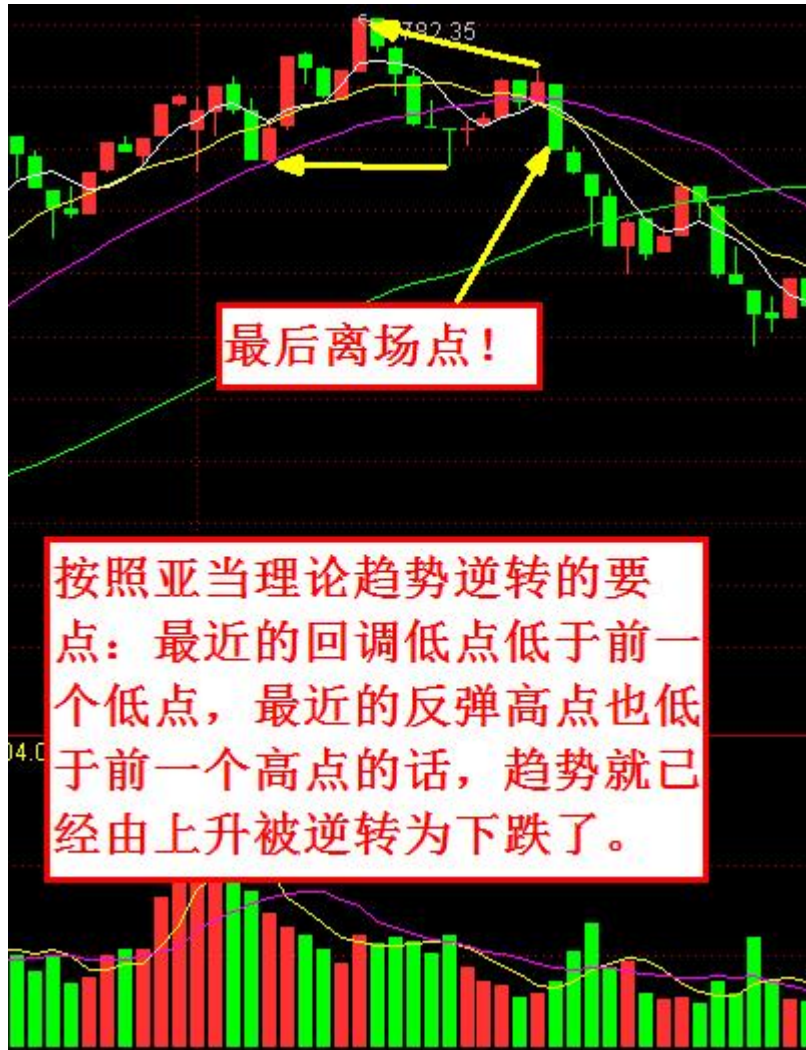 792.35
最后离场点！
按照亚当理论趋势逆转的要
点：最近的回调低点低于前一
个低点，最近的反弹高点也低
于前一个高点的话，趋势就已
经由上升被逆转为下跌了。